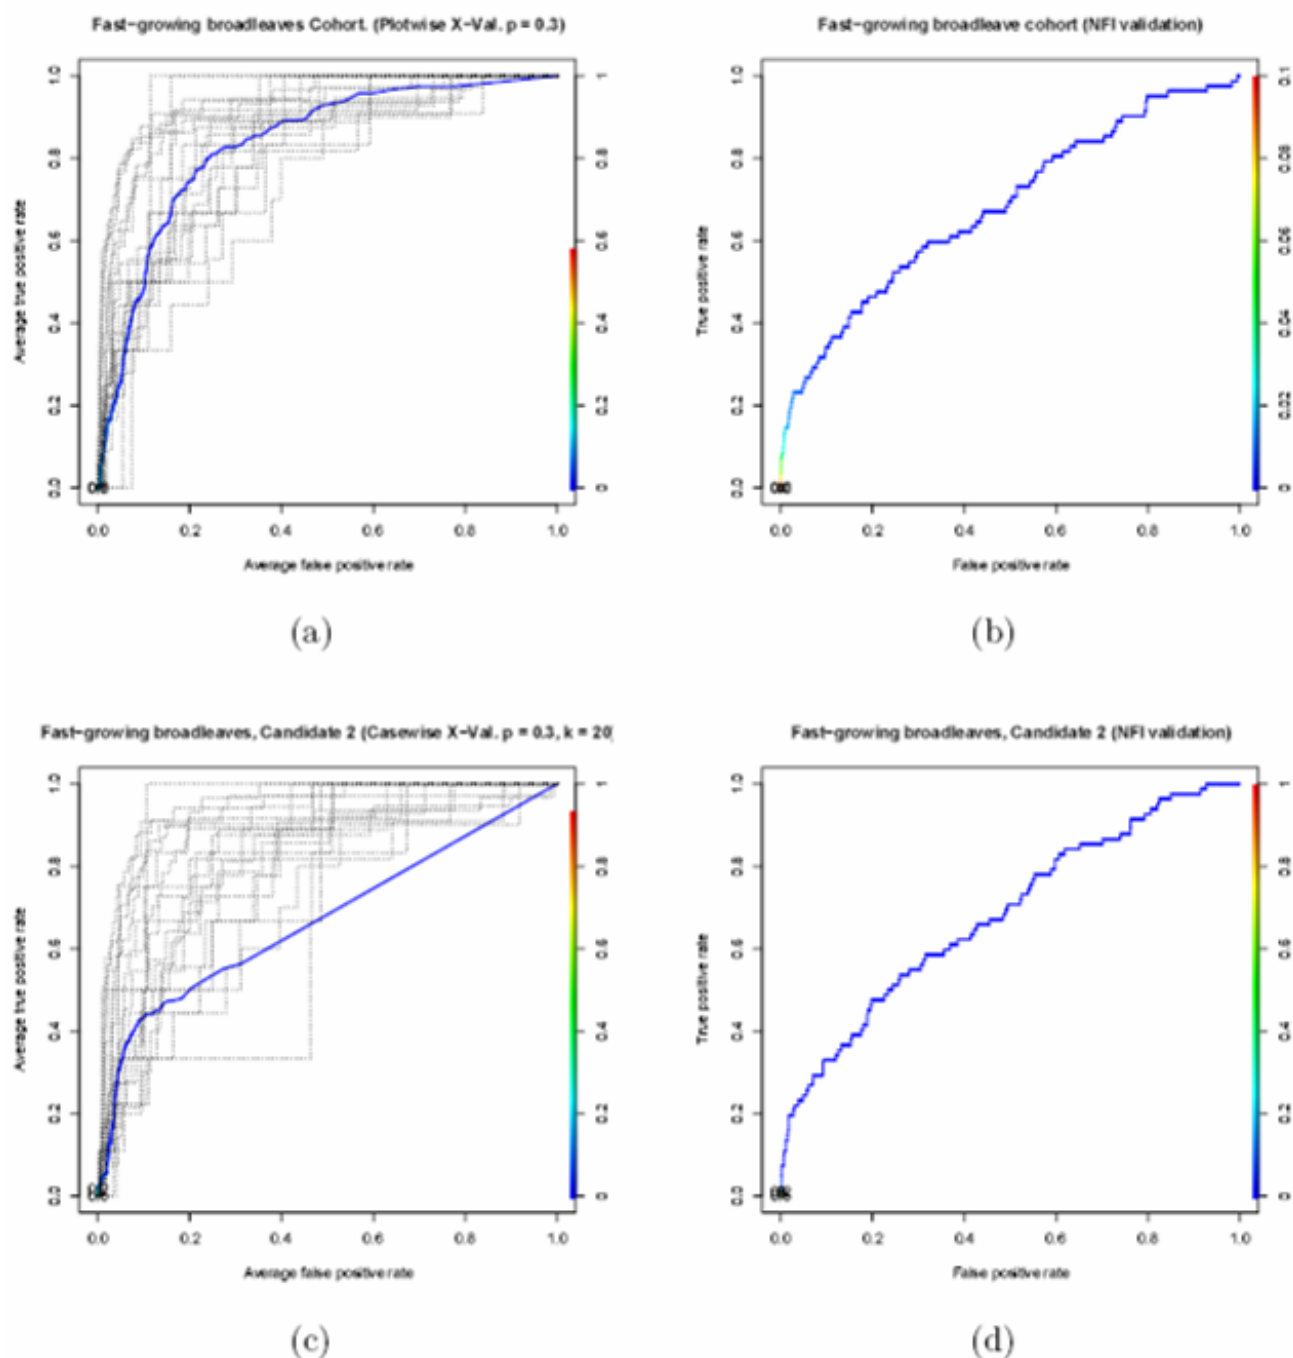 Fast-growing broadleaves Cohort. (Plotwise X-Val. p = 0.3)
Average true positive rate
0.0 0.2 0.4 0.6 0.8 1.0
0 0.2 0.4 0.6 0.8 1
0.0 0.2 0.4 0.6 0.8 1.0
Average false positive rate
(a)
Fast-growing broadleave cohort (NFI validation)
True positive rate
0.0 0.2 0.4 0.6 0.8 1.0
0 0.02 0.04 0.06 0.08 0.1
0.0 0.2 0.4 0.6 0.8 1.0
False positive rate
(b)
Fast-growing broadleaves, Candidate 2 (Casewise X-Val. p = 0.3, k = 20)
Average true positive rate
0.0 0.2 0.4 0.6 0.8 1.0
0 0.2 0.4 0.6 0.8 1
0.0 0.2 0.4 0.6 0.8 1.0
Average false positive rate
(c)
Fast-growing broadleaves, Candidate 2 (NFI validation)
True positive rate
0.0 0.2 0.4 0.6 0.8 1.0
0 0.2 0.4 0.6 0.8 1
0.0 0.2 0.4 0.6 0.8 1.0
False positive rate
(d)